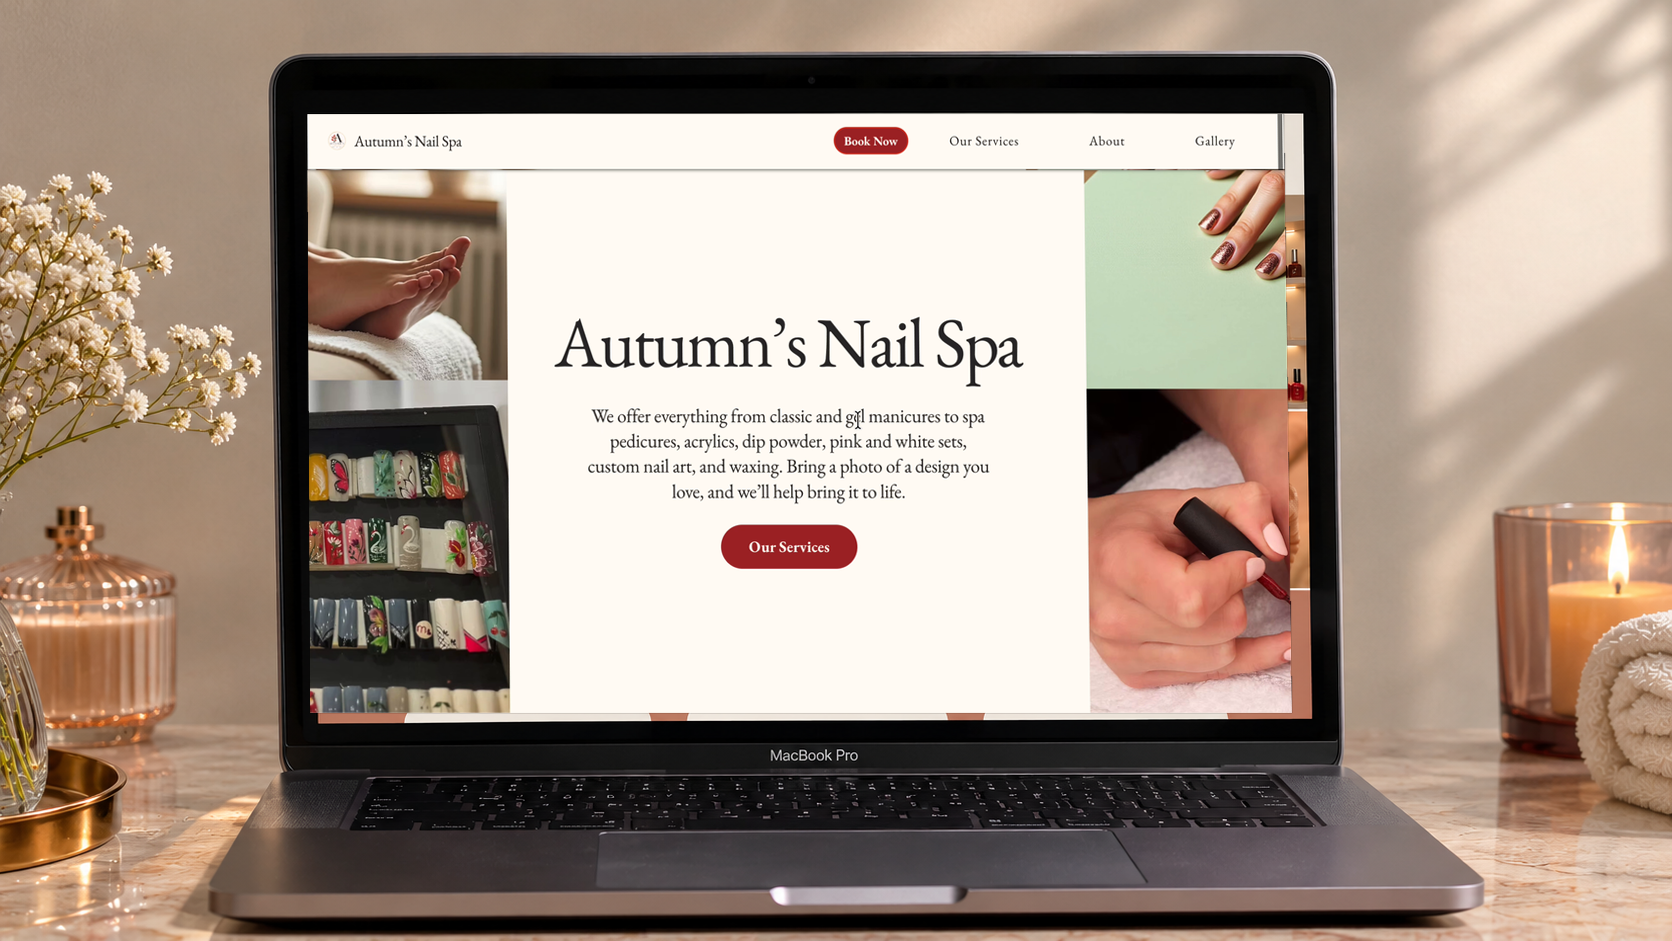 Autumn's Nail Spa
Book Now
Our Services
About
Gallery
Autumn's Nail Spa
We offer everything from classic and gel manicures to spa
pedicures, acrylics, dip powder, pink and white sets,
custom nail art, and waxing. Bring a photo of a design you
love, and we'll help bring it to life.
Our Services
MacBook Pro